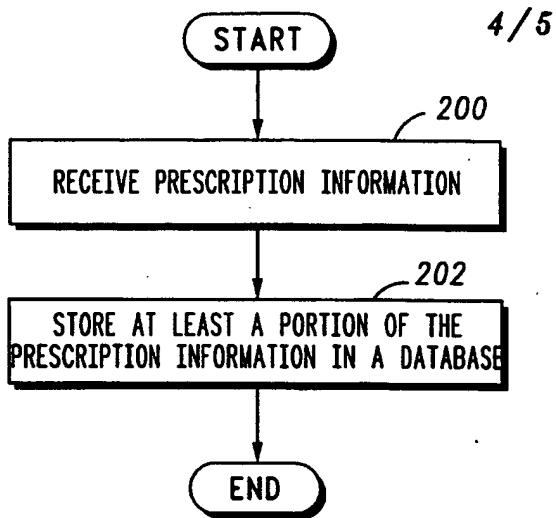 4/5
START
200
RECEIVE PRESCRIPTION INFORMATION
202
STORE AT LEAST A PORTION OF THE
PRESCRIPTION INFORMATION IN A DATABASE
END